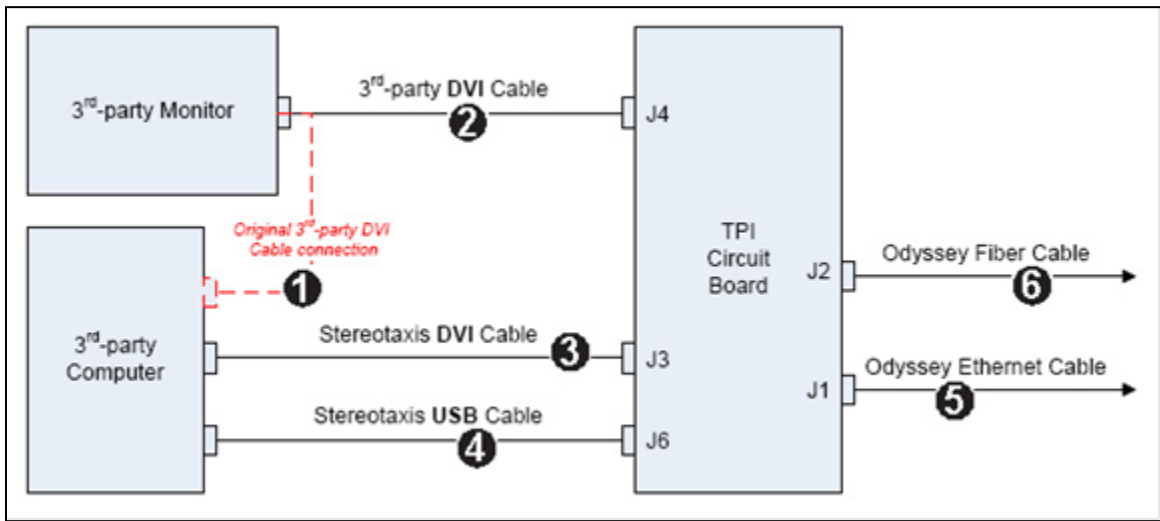 3rd-party Monitor
3rd-party DVI Cable
2
J4
Original 3rd-party DVI
Cable connection
1
TPI
Circuit
Board
J2
Odyssey Fiber Cable
6
3rd-party
Computer
Stereotaxis DVI Cable
3
J3
J1
Odyssey Ethernet Cable
5
Stereotaxis USB Cable
4
J6